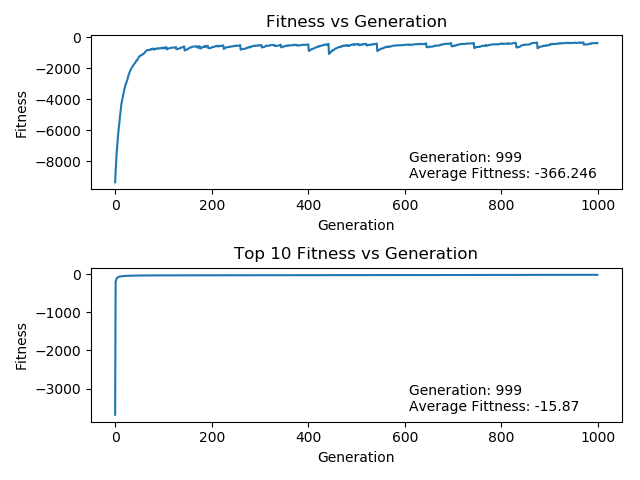 Fitness vs Generation
0
−2000
−4000
−6000
−8000
Fitness
Generation: 999
Average Fittness: -366.246
0 200 400 600 800 1000
Generation
Top 10 Fitness vs Generation
0
−1000
−2000
−3000
Fitness
Generation: 999
Average Fittness: -15.87
0 200 400 600 800 1000
Generation